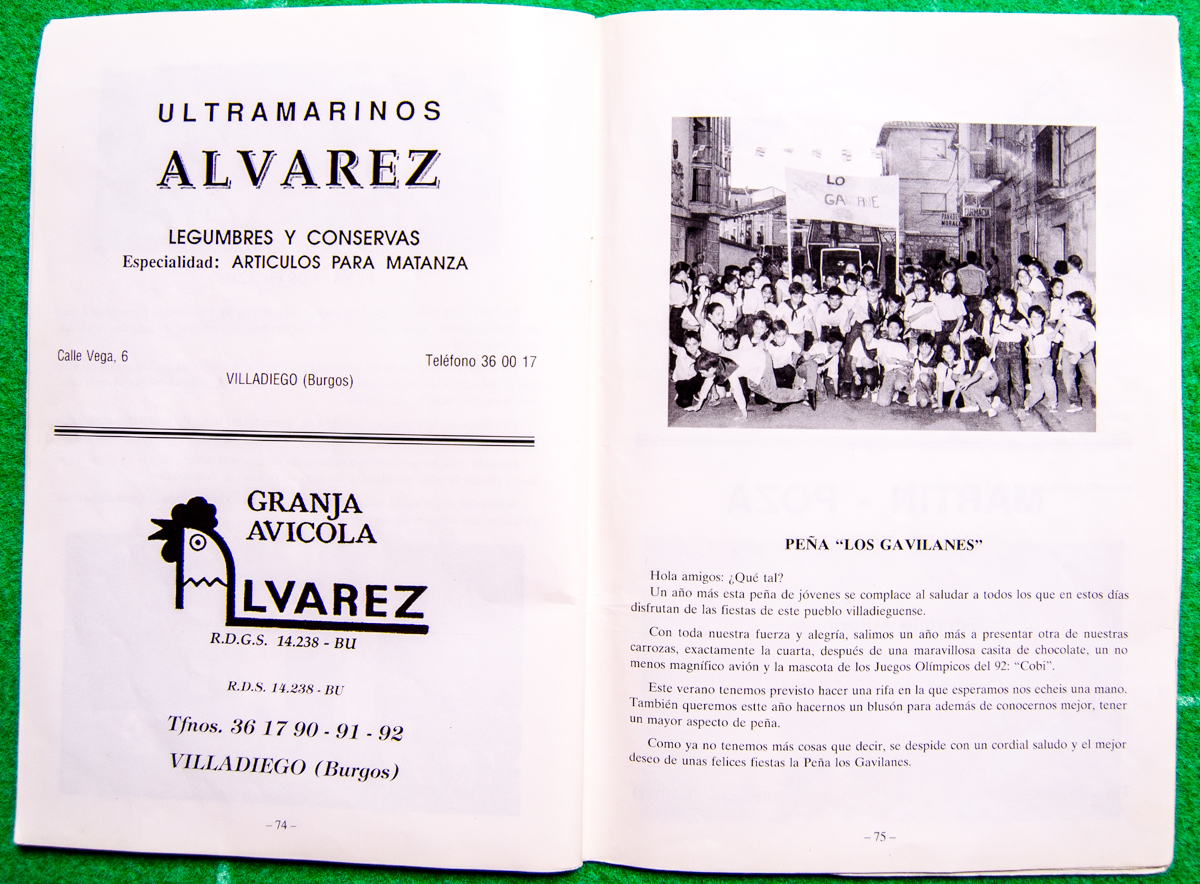 ULTRAMARINOS
ALVAREZ
LEGUMBRES Y CONSERVAS
Especialidad: ARTICULOS PARA MATANZA
Calle Vega, 6
Teléfono 36 00 17
VILLADIEGO (Burgos)
GRANJA
AVICOLA
ALVAREZ
R.D.G.S. 14.238 - BU
R.D.S. 14.238 - BU
Tfnos. 36 17 90 - 91 - 92
VILLADIEGO (Burgos)
– 74 –
LO
GA ANE
FARMACIA
PEÑA “LOS GAVILANES”
Hola amigos: ¿Qué tal?
Un año más esta peña de jóvenes se complace al saludar a todos los que en estos días
disfrutan de las fiestas de este pueblo villadieguense.
Con toda nuestra fuerza y alegría, salimos un año más a presentar otra de nuestras
carrozas, exactamente la cuarta, después de una maravillosa casita de chocolate, un no
menos magnífico avión y la mascota de los Juegos Olímpicos del 92: “Cobi”.
Este verano tenemos previsto hacer una rifa en la que esperamos nos echeis una mano.
También queremos estte año hacernos un blusón para además de conocernos mejor, tener
un mayor aspecto de peña.
Como ya no tenemos más cosas que decir, se despide con un cordial saludo y el mejor
deseo de unas felices fiestas la Peña los Gavilanes.
– 75 –